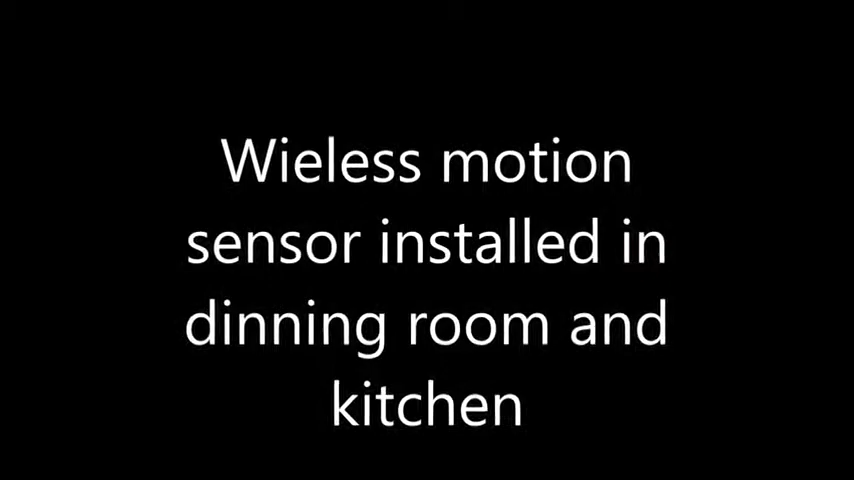 Wieless motion
sensor installed in
dinning room and
kitchen